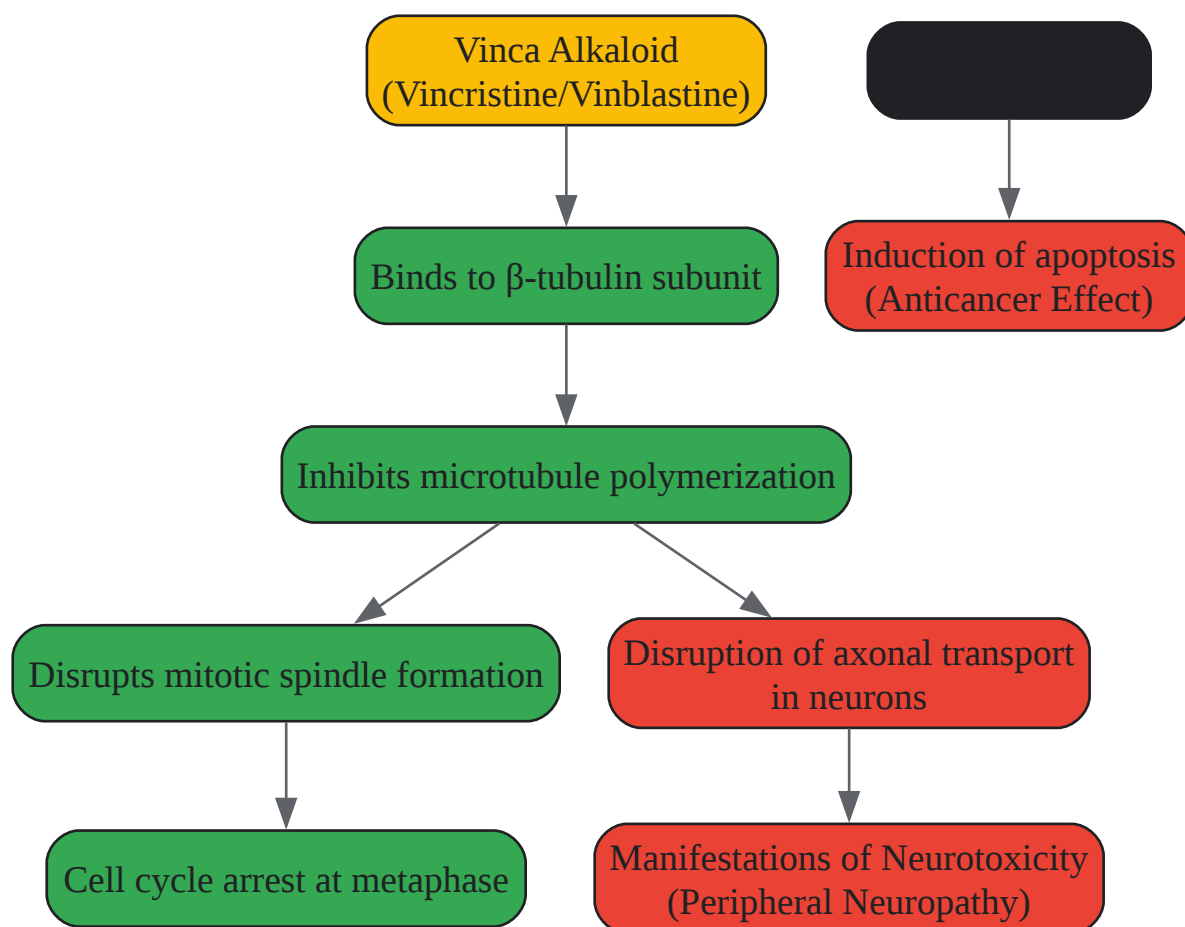 Vinca Alkaloid
(Vincristine/Vinblastine)
Binds to β-tubulin subunit
Induction of apoptosis
(Anticancer Effect)
Inhibits microtubule polymerization
Disrupts mitotic spindle formation
Disruption of axonal transport
in neurons
Cell cycle arrest at metaphase
Manifestations of Neurotoxicity
(Peripheral Neuropathy)